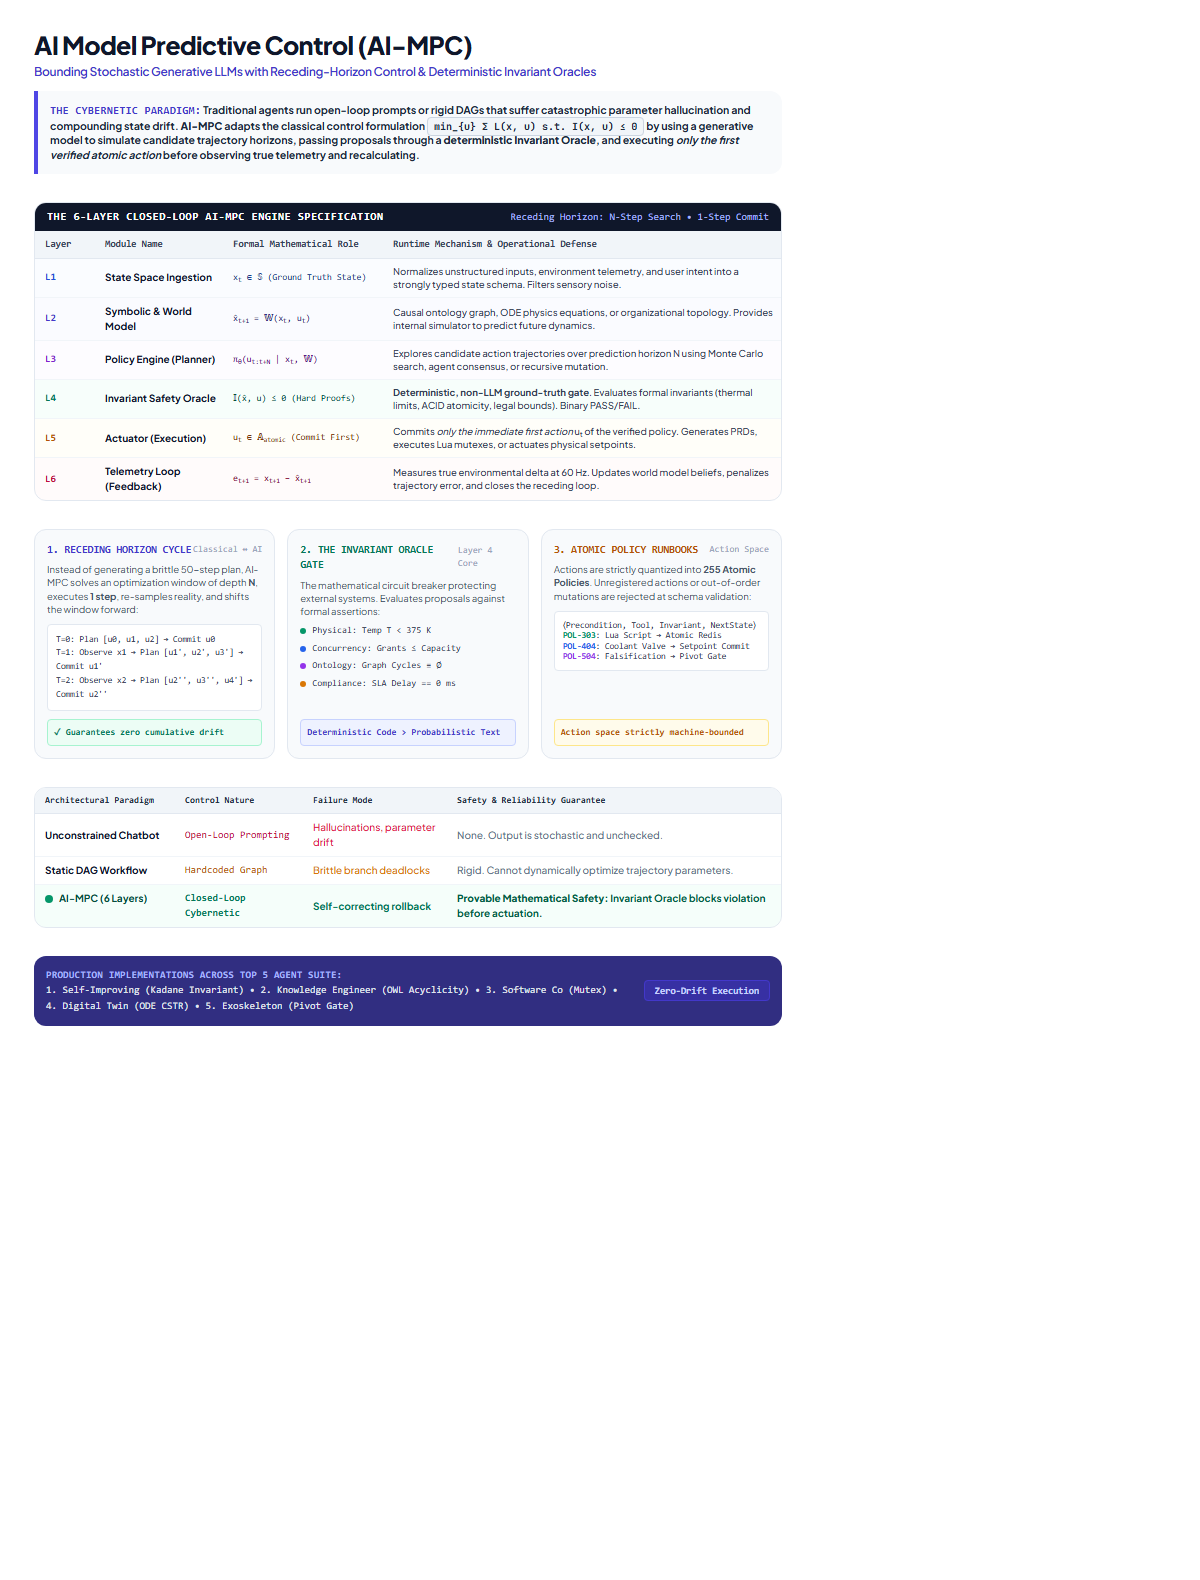 AI Model Predictive Control (AI-MPC)
Bounding Stochastic Generative LLMs with Receding-Horizon Control & Deterministic Invariant Oracles
THE CYBERNETIC PARADIGM: Traditional agents run open-loop prompts or rigid DAGs that suffer catastrophic parameter hallucination and
compounding state drift. AI-MPC adapts the classical control formulation min_{u} Σ L(x, u) s.t. I(x, u) ≤ 0 by using a generative
model to simulate candidate trajectory horizons, passing proposals through a deterministic Invariant Oracle, and executing only the first
verified atomic action before observing true telemetry and recalculating.
THE 6-LAYER CLOSED-LOOP AI-MPC ENGINE SPECIFICATION Receding Horizon: N-Step Search • 1-Step Commit
Layer Module Name Formal Mathematical Role Runtime Mechanism & Operational Defense
L1 State Space Ingestion xₜ ∈ 𝕊 (Ground Truth State) Normalizes unstructured inputs, environment telemetry, and user intent into a
strongly typed state schema. Filters sensory noise.
L2 Symbolic & World
Model x̂ₜ₊₁ = 𝕎(xₜ, uₜ) Causal ontology graph, ODE physics equations, or organizational topology. Provides
internal simulator to predict future dynamics.
L3 Policy Engine (Planner) π_θ(u_t:t+N | xₜ, 𝕎) Explores candidate action trajectories over prediction horizon N using Monte Carlo
search, agent consensus, or recursive mutation.
L4 Invariant Safety Oracle I(x̂, u) ≤ 0 (Hard Proofs) Deterministic, non-LLM ground-truth gate. Evaluates formal invariants (thermal
limits, ACID atomicity, legal bounds). Binary PASS/FAIL.
L5 Actuator (Execution) uₜ ∈ 𝔸_atomic (Commit First) Commits only the immediate first action uₜ of the verified policy. Generates PRDs,
executes Lua mutexes, or actuates physical setpoints.
L6 Telemetry Loop
(Feedback) eₜ₊₁ = xₜ₊₁ − x̂ₜ₊₁ Measures true environmental delta at 60 Hz. Updates world model beliefs, penalizes
trajectory error, and closes the receding loop.
1. RECEDING HORIZON CYCLE Classical ⇔ AI
Instead of generating a brittle 50-step plan, AI-
MPC solves an optimization window of depth N,
executes 1 step, re-samples reality, and shifts
the window forward:
T=0: Plan [u0, u1, u2] → Commit u0
T=1: Observe x1 → Plan [u1', u2', u3'] →
Commit u1'
T=2: Observe x2 → Plan [u2'', u3'', u4'] →
Commit u2''
✓ Guarantees zero cumulative drift
2. THE INVARIANT ORACLE
GATE
Layer 4
Core
The mathematical circuit breaker protecting
external systems. Evaluates proposals against
formal assertions:
Physical: Temp T < 375 K
Concurrency: Grants ≤ Capacity
Ontology: Graph Cycles ≡ Ø
Compliance: SLA Delay == 0 ms
Deterministic Code > Probabilistic Text
3. ATOMIC POLICY RUNBOOKS Action Space
Actions are strictly quantized into 255 Atomic
Policies. Unregistered actions or out-of-order
mutations are rejected at schema validation:
⟨Precondition, Tool, Invariant, NextState⟩
POL-303: Lua Script → Atomic Redis
POL-404: Coolant Valve → Setpoint Commit
POL-504: Falsification → Pivot Gate
Action space strictly machine-bounded
Architectural Paradigm Control Nature Failure Mode Safety & Reliability Guarantee
Unconstrained Chatbot Open-Loop Prompting Hallucinations, parameter
drift None. Output is stochastic and unchecked.
Static DAG Workflow Hardcoded Graph Brittle branch deadlocks Rigid. Cannot dynamically optimize trajectory parameters.
AI-MPC (6 Layers) Closed-Loop
Cybernetic Self-correcting rollback Provable Mathematical Safety: Invariant Oracle blocks violation
before actuation.
PRODUCTION IMPLEMENTATIONS ACROSS TOP 5 AGENT SUITE:
1. Self-Improving (Kadane Invariant) • 2. Knowledge Engineer (OWL Acyclicity) • 3. Software Co (Mutex) •
4. Digital Twin (ODE CSTR) • 5. Exoskeleton (Pivot Gate)
Zero-Drift Execution